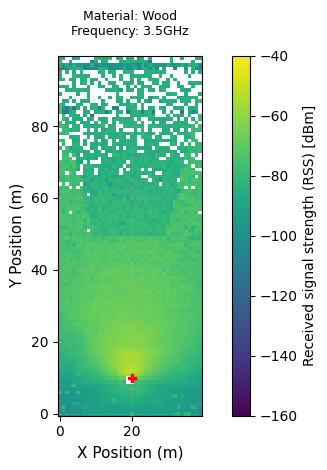 Material: Wood
Frequency: 3.5GHz
Y Position (m)
80
60
40
20
0
0
20
X Position (m)
−40
−60
−80
−100
−120
−140
−160
Received signal strength (RSS) [dBm]